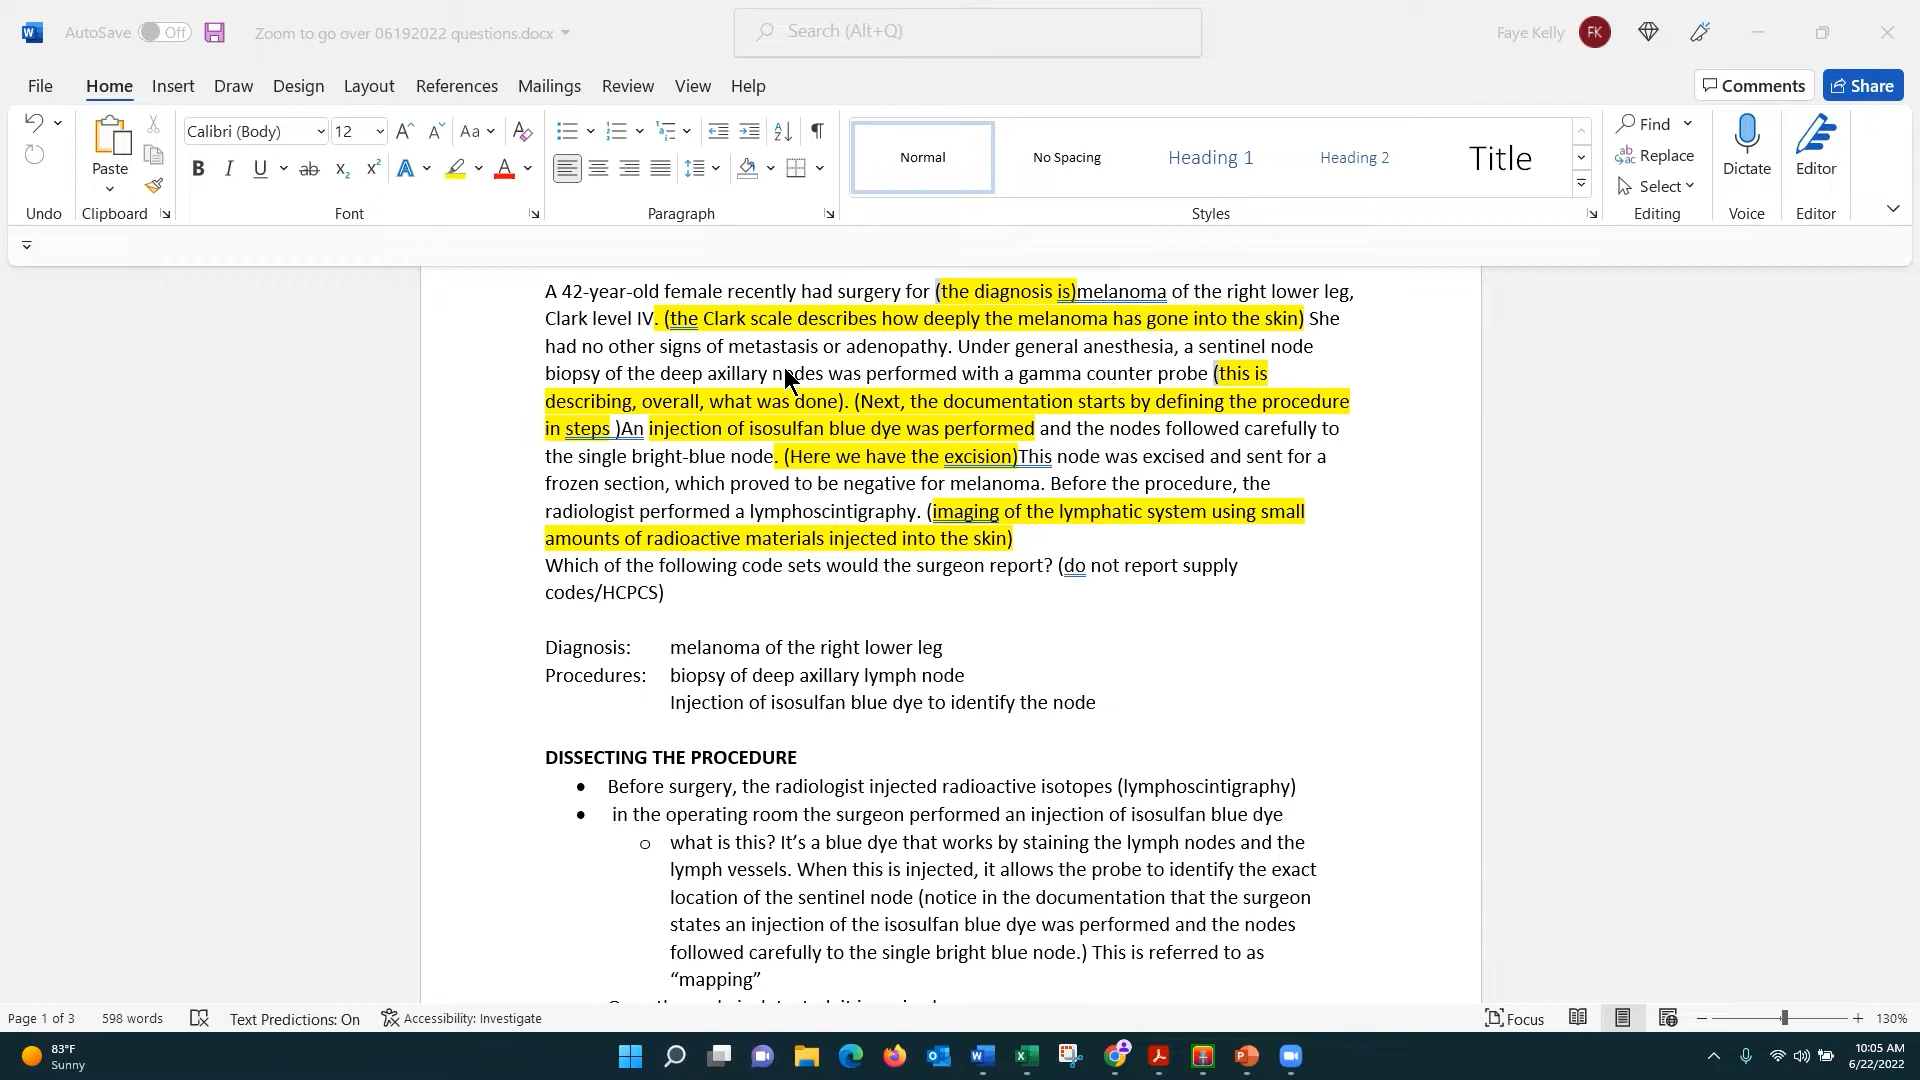 AutoSave Off Zoom to go over 06192022 questions.docx Search (Alt+Q) Faye Kelly FK
File Home Insert Draw Design Layout References Mailings Review View Help Comments Share
Calibri (Body) 12 Aa Normal No Spacing Heading 1 Heading 2 Title Find
Replace
Paste B I U ab x₂ x² A A Dictate Editor
Select
Undo Clipboard Font Paragraph Styles Editing Voice Editor
A 42-year-old female recently had surgery for (the diagnosis is)melanoma of the right lower leg,
Clark level IV. (the Clark scale describes how deeply the melanoma has gone into the skin) She
had no other signs of metastasis or adenopathy. Under general anesthesia, a sentinel node
biopsy of the deep axillary nodes was performed with a gamma counter probe (this is
describing, overall, what was done). (Next, the documentation starts by defining the procedure
in steps )An injection of isosulfan blue dye was performed and the nodes followed carefully to
the single bright-blue node. (Here we have the excision)This node was excised and sent for a
frozen section, which proved to be negative for melanoma. Before the procedure, the
radiologist performed a lymphoscintigraphy. (imaging of the lymphatic system using small
amounts of radioactive materials injected into the skin)
Which of the following code sets would the surgeon report? (do not report supply
codes/HCPCS)
Diagnosis: melanoma of the right lower leg
Procedures: biopsy of deep axillary lymph node
Injection of isosulfan blue dye to identify the node
DISSECTING THE PROCEDURE
• Before surgery, the radiologist injected radioactive isotopes (lymphoscintigraphy)
• in the operating room the surgeon performed an injection of isosulfan blue dye
o what is this? It’s a blue dye that works by staining the lymph nodes and the
lymph vessels. When this is injected, it allows the probe to identify the exact
location of the sentinel node (notice in the documentation that the surgeon
states an injection of the isosulfan blue dye was performed and the nodes
followed carefully to the single bright blue node.) This is referred to as
“mapping”
Page 1 of 3 598 words Text Predictions: On Accessibility: Investigate Focus 130%
83°F
Sunny
10:05 AM
6/22/2022